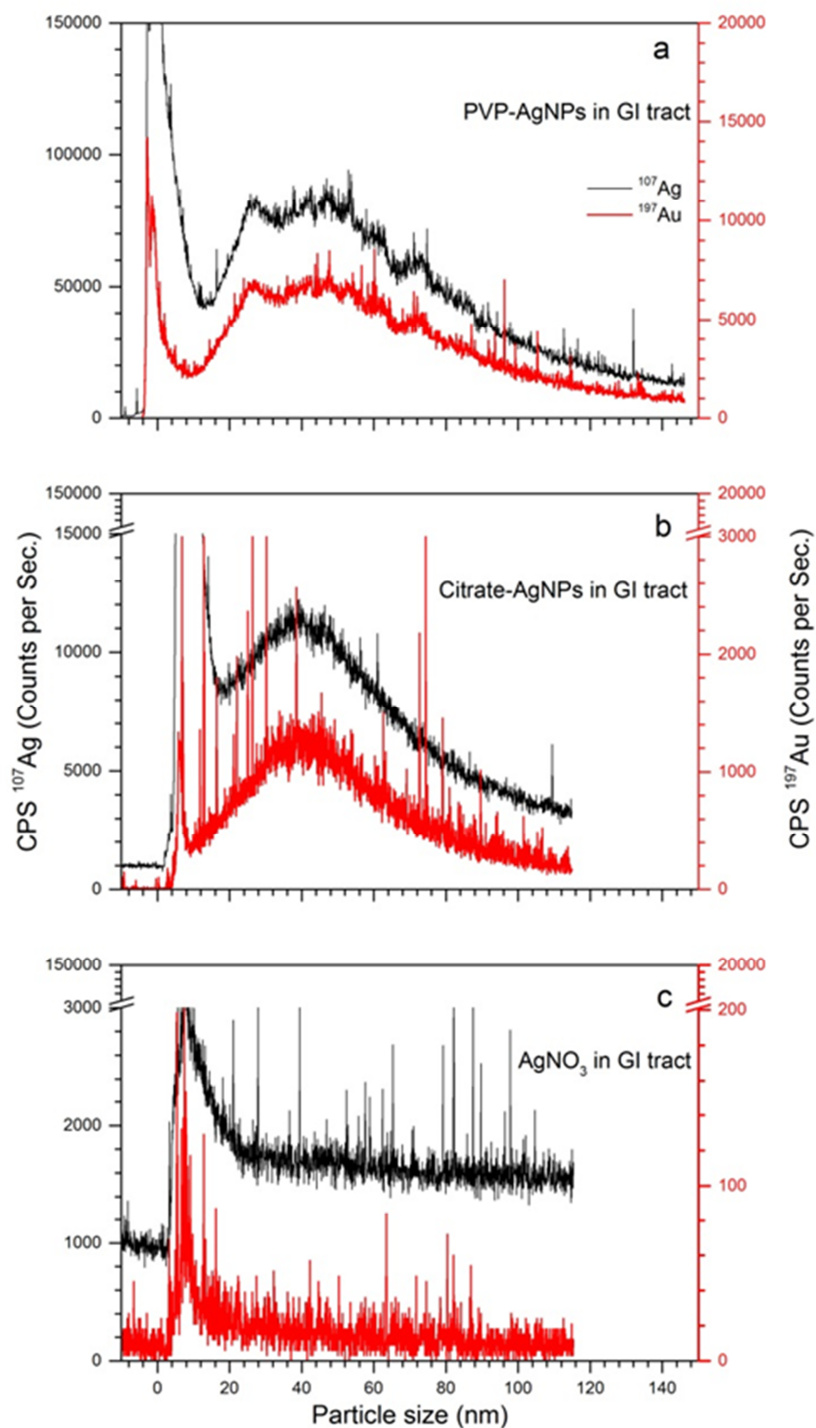 150000
20000
a
PVP-AgNPs in GI tract
15000
100000
¹⁰⁷Ag
¹⁹⁷Au
10000
50000
5000
0
0
150000
20000
b
15000
3000
Citrate-AgNPs in GI tract
10000
2000
5000
1000
0
0
CPS ¹⁰⁷Ag (Counts per Sec.)
CPS ¹⁹⁷Au (Counts per Sec.)
150000
20000
c
3000
200
AgNO₃ in GI tract
2000
100
1000
0
0
0 20 40 60 80 100 120 140
Particle size (nm)